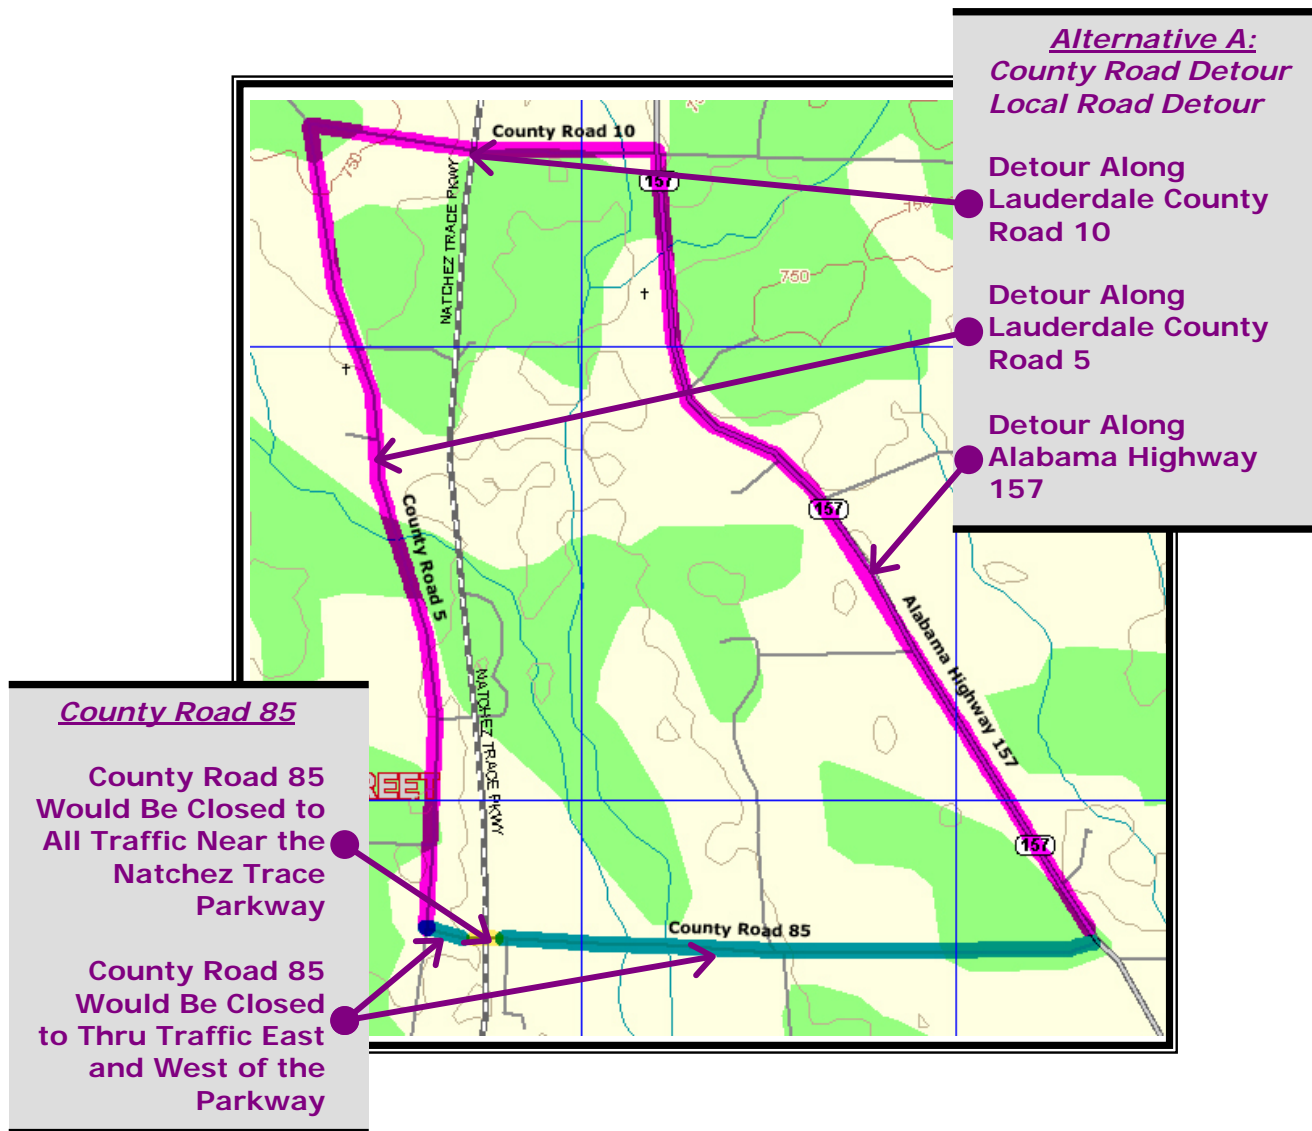 Alternative A:
County Road Detour
Local Road Detour
Detour Along
Lauderdale County
Road 10
Detour Along
Lauderdale County
Road 5
Detour Along
Alabama Highway
157
County Road 10
157
750
NATCHEZ TRACE PKWY
750
750
County Road 5
157
Alabama Highway 157
NATCHEZ TRACE PKWY
REET
157
County Road 85
County Road 85
County Road 85
Would Be Closed to
All Traffic Near the
Natchez Trace
Parkway
County Road 85
Would Be Closed
to Thru Traffic East
and West of the
Parkway